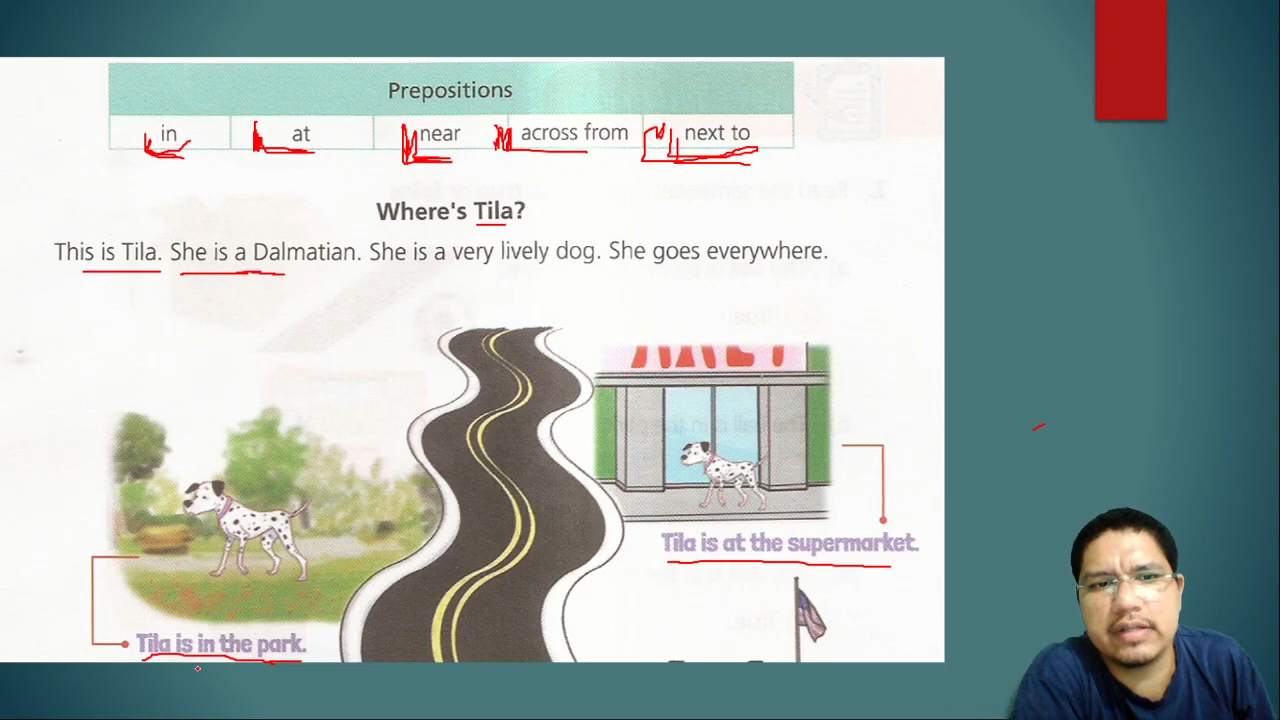 Prepositions
in at near across from next to
Where's Tila?
This is Tila. She is a Dalmatian. She is a very lively dog. She goes everywhere.
Tila is at the supermarket.
Tila is in the park.